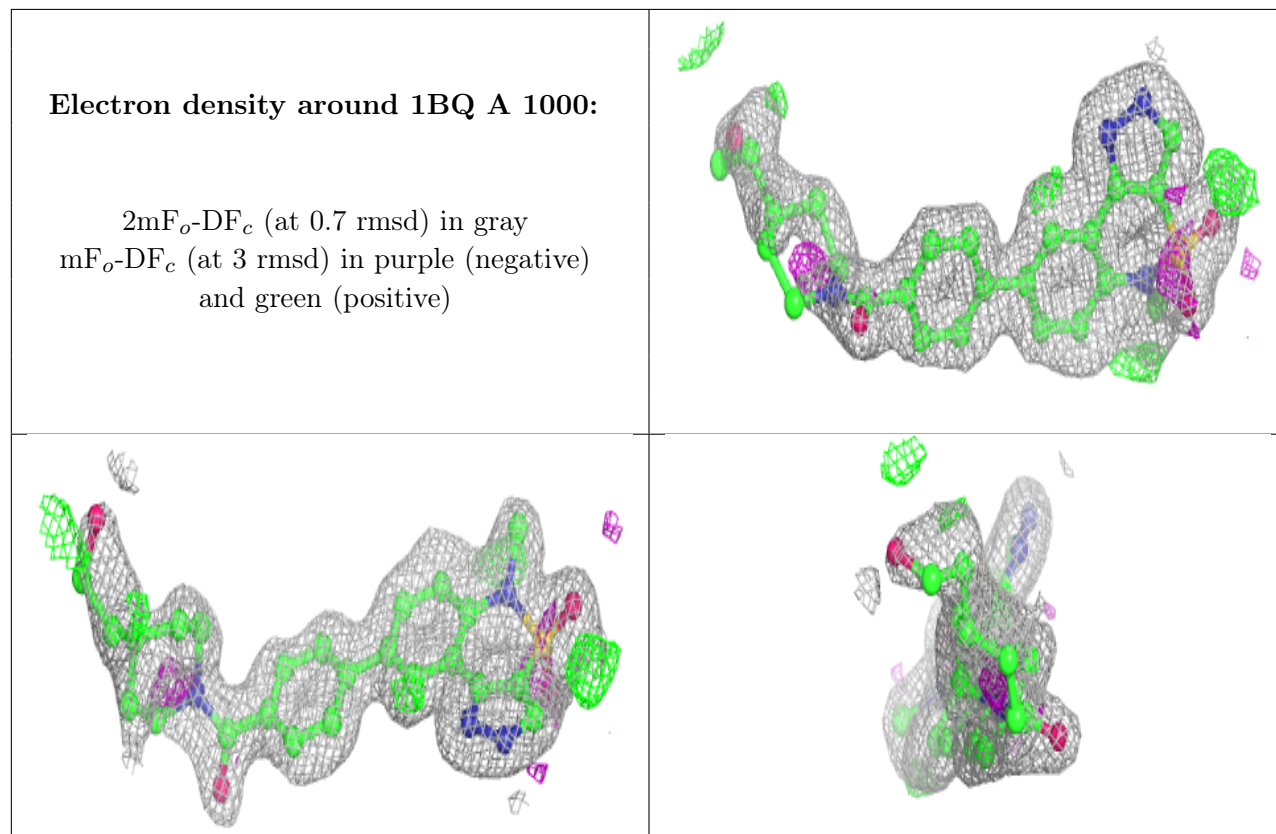 Electron density around 1BQ A 1000:
2mFo-DFc (at 0.7 rmsd) in gray
mFo-DFc (at 3 rmsd) in purple (negative)
and green (positive)